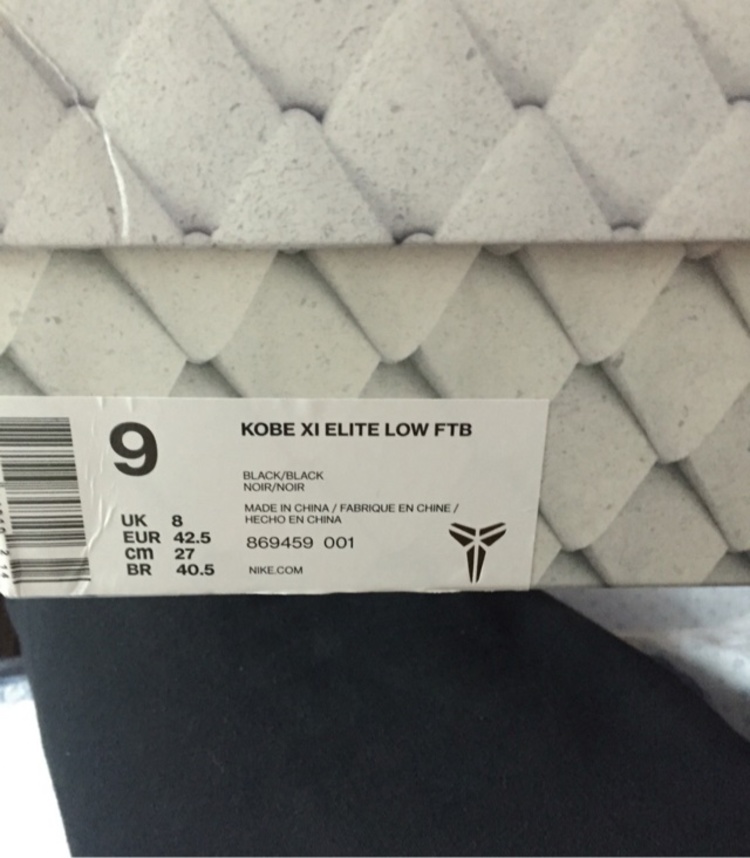 9
KOBE XI ELITE LOW FTB
BLACK/BLACK
NOIR/NOIR
MADE IN CHINA / FABRIQUE EN CHINE /
HECHO EN CHINA
UK 8
EUR 42.5
cm 27
BR 40.5
869459 001
NIKE.COM